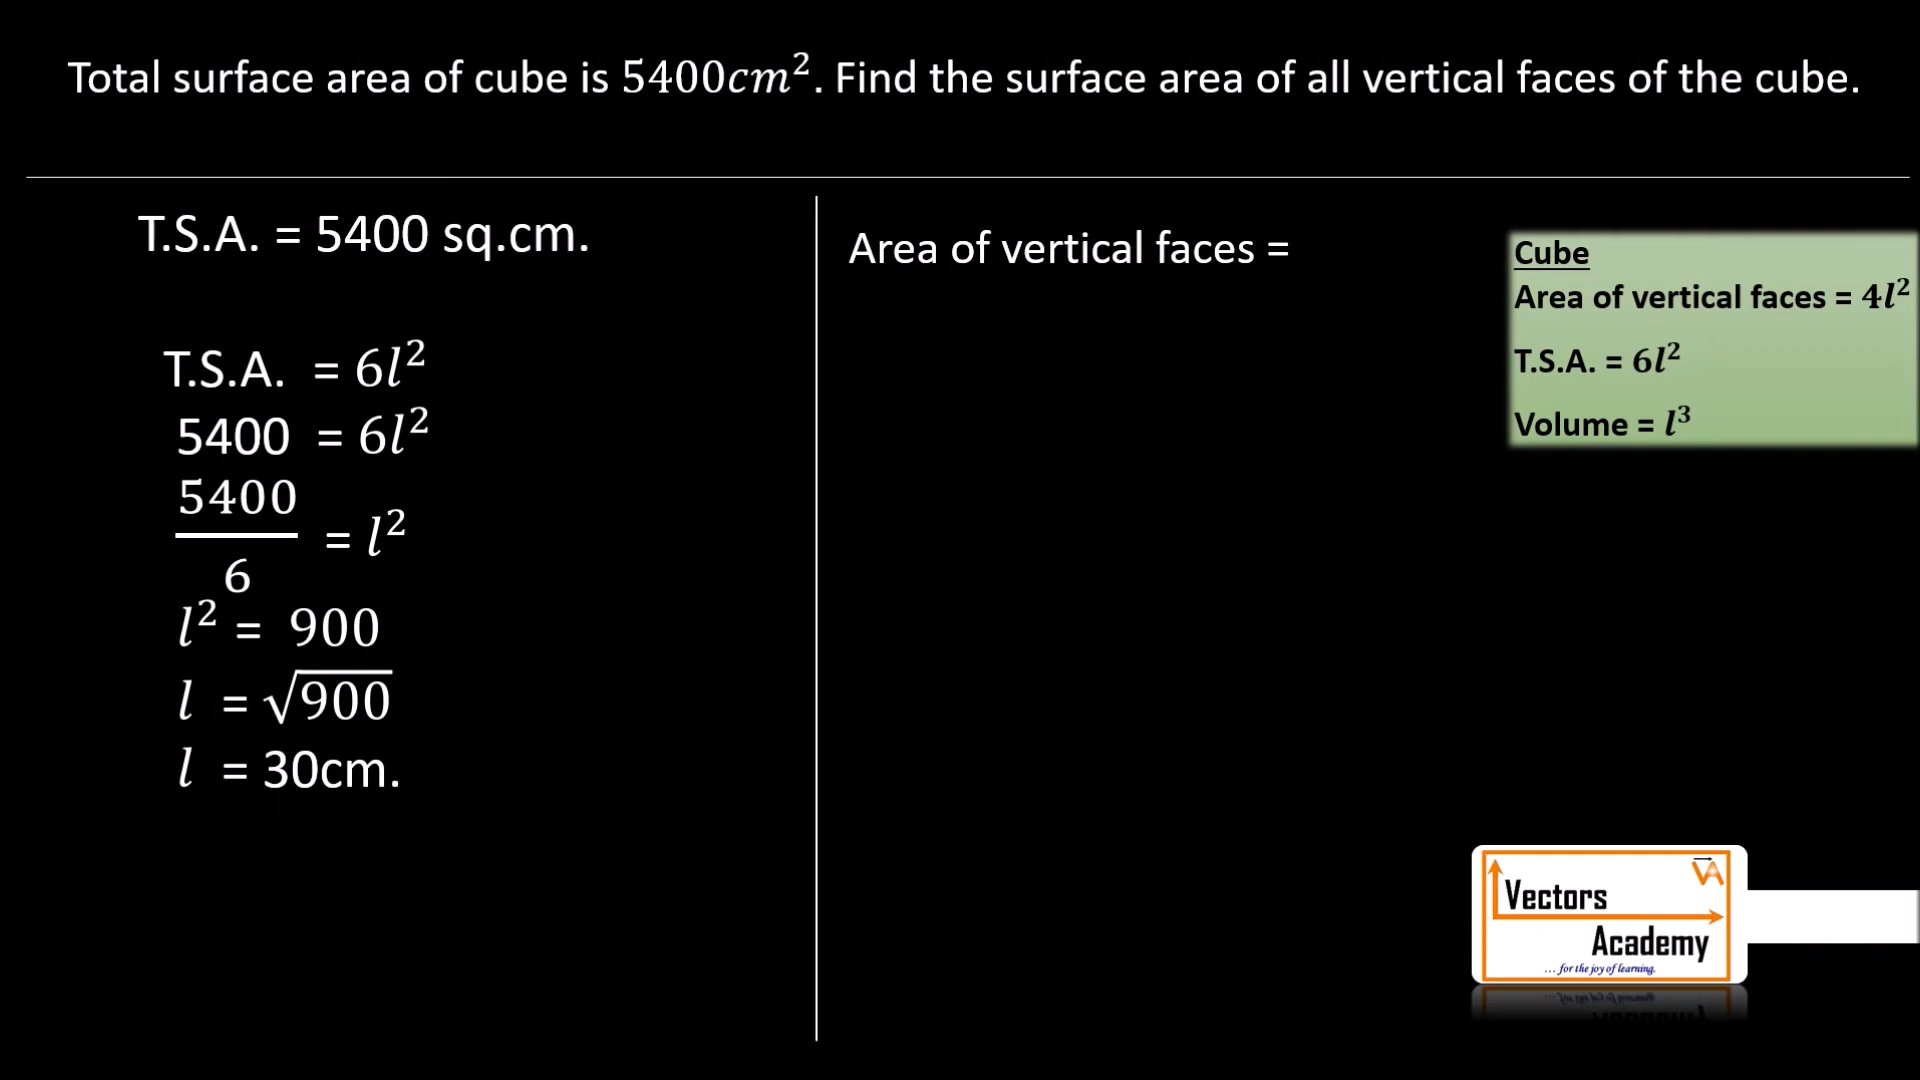 Total surface area of cube is 5400cm². Find the surface area of all vertical faces of the cube.
T.S.A. = 5400 sq.cm.
T.S.A. = 6l²
5400 = 6l²
5400
6
= l²
l² = 900
l = √900
l = 30cm.
Area of vertical faces =
Cube
Area of vertical faces = 4l²
T.S.A. = 6l²
Volume = l³
VA
Vectors
Academy
... for the joy of learning.